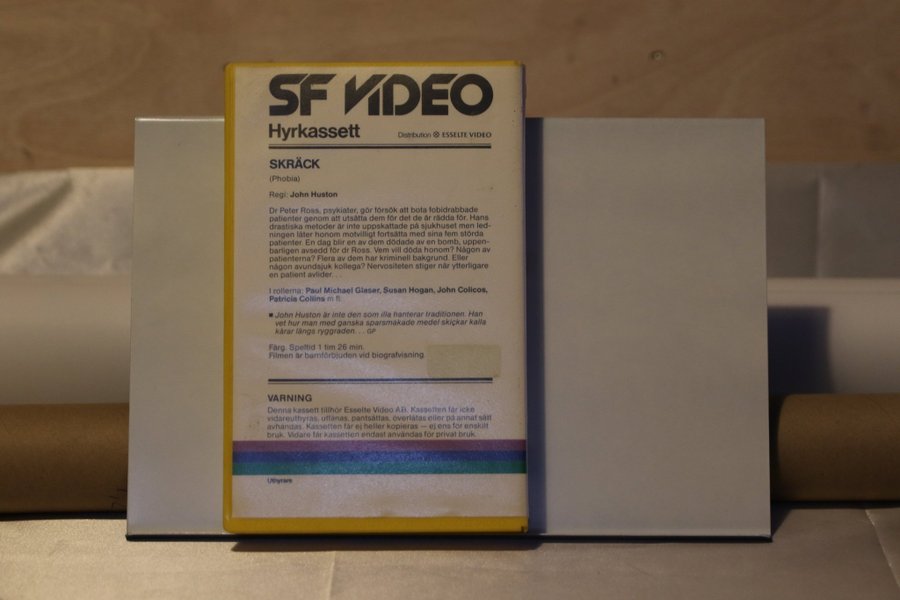 SF VIDEO
Hyrkassett
Distribution ESSELTE VIDEO
SKRÄCK
(Phobia)
Regi: John Huston
Dr Peter Ross, psykiater, gör försök att bota fobidrabbade
patienter genom att utsätta dem för det de är rädda för. Hans
drastiska metoder är inte uppskattade på sjukhuset men led-
ningen låter honom motvilligt fortsätta med sina fem störda
patienter. En dag blir en av dem dödade av en bomb, uppen-
barligen avsedd för dr Ross. Vem vill döda honom? Någon av
patienterna? Flera av dem har kriminell bakgrund. Eller
någon avundsjuk kollega? Nervositeten stiger när ytterligare
en patient avlider. . .
I rollerna: Paul Michael Glaser, Susan Hogan, John Colicos,
Patricia Collins m fl.
■ John Huston är inte den som illa hanterar traditionen. Han
vet hur man med ganska sparsmakade medel skickar kalla
kårar längs ryggraden. . . GP
Färg. Speltid 1 tim 26 min.
Filmen är barnförbjuden vid biografvisning.
VARNING
Denna kassett tillhör Esselte Video AB. Kassetten får icke
vidareuthyras, utlånas, pantsättas, överlåtas eller på annat sätt
avhändas. Kassetten får ej heller kopieras — ej ens för enskilt
bruk. Vidare får kassetten endast användas för privat bruk.
Uthyrare